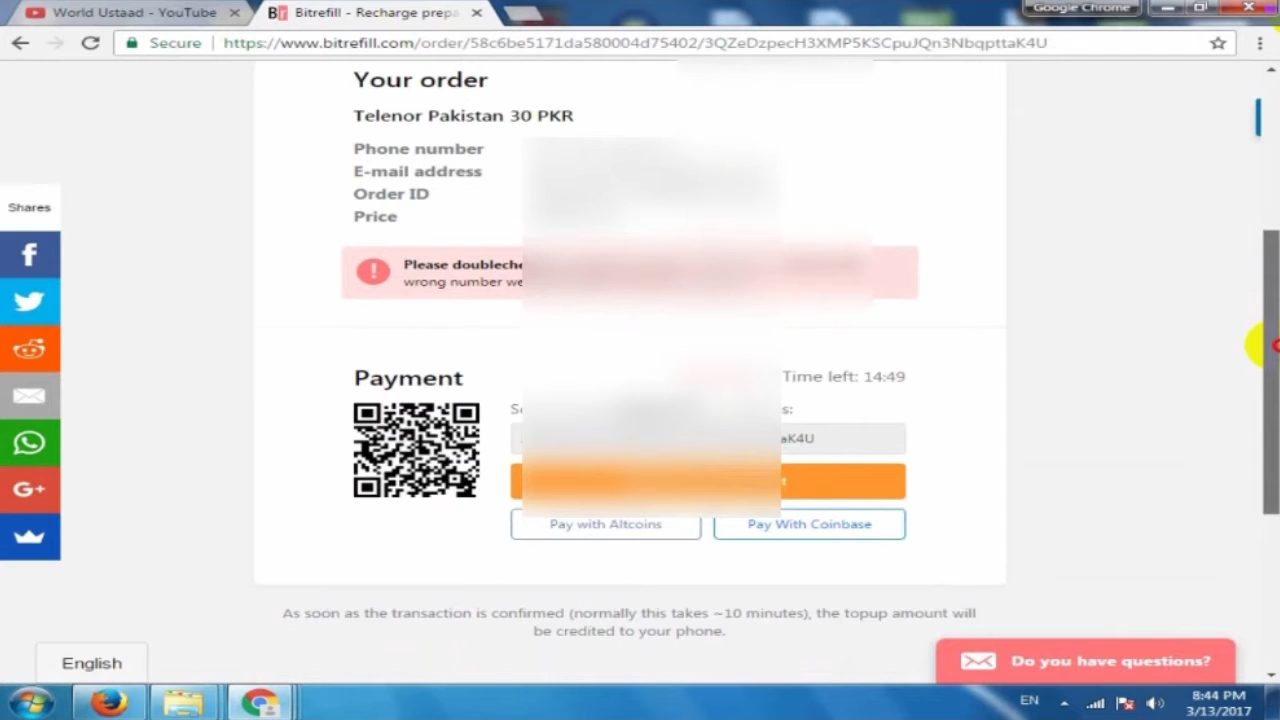 World Ustaad - YouTube
Bitrefill - Recharge prepa
Google Chrome
Secure
https://www.bitrefill.com/order/58c6be5171da580004d75402/3QZeDzpecH3XMP5KSCpuJQn3NbqpttaK4U
Your order
Telenor Pakistan 30 PKR
Phone number
E-mail address
Order ID
Price
Shares
Please doubleche
wrong number we
Payment
Time left: 14:49
s:
aK4U
Pay with Altcoins
Pay With Coinbase
As soon as the transaction is confirmed (normally this takes ~10 minutes), the topup amount will
be credited to your phone.
English
Do you have questions?
EN
8:44 PM
3/13/2017